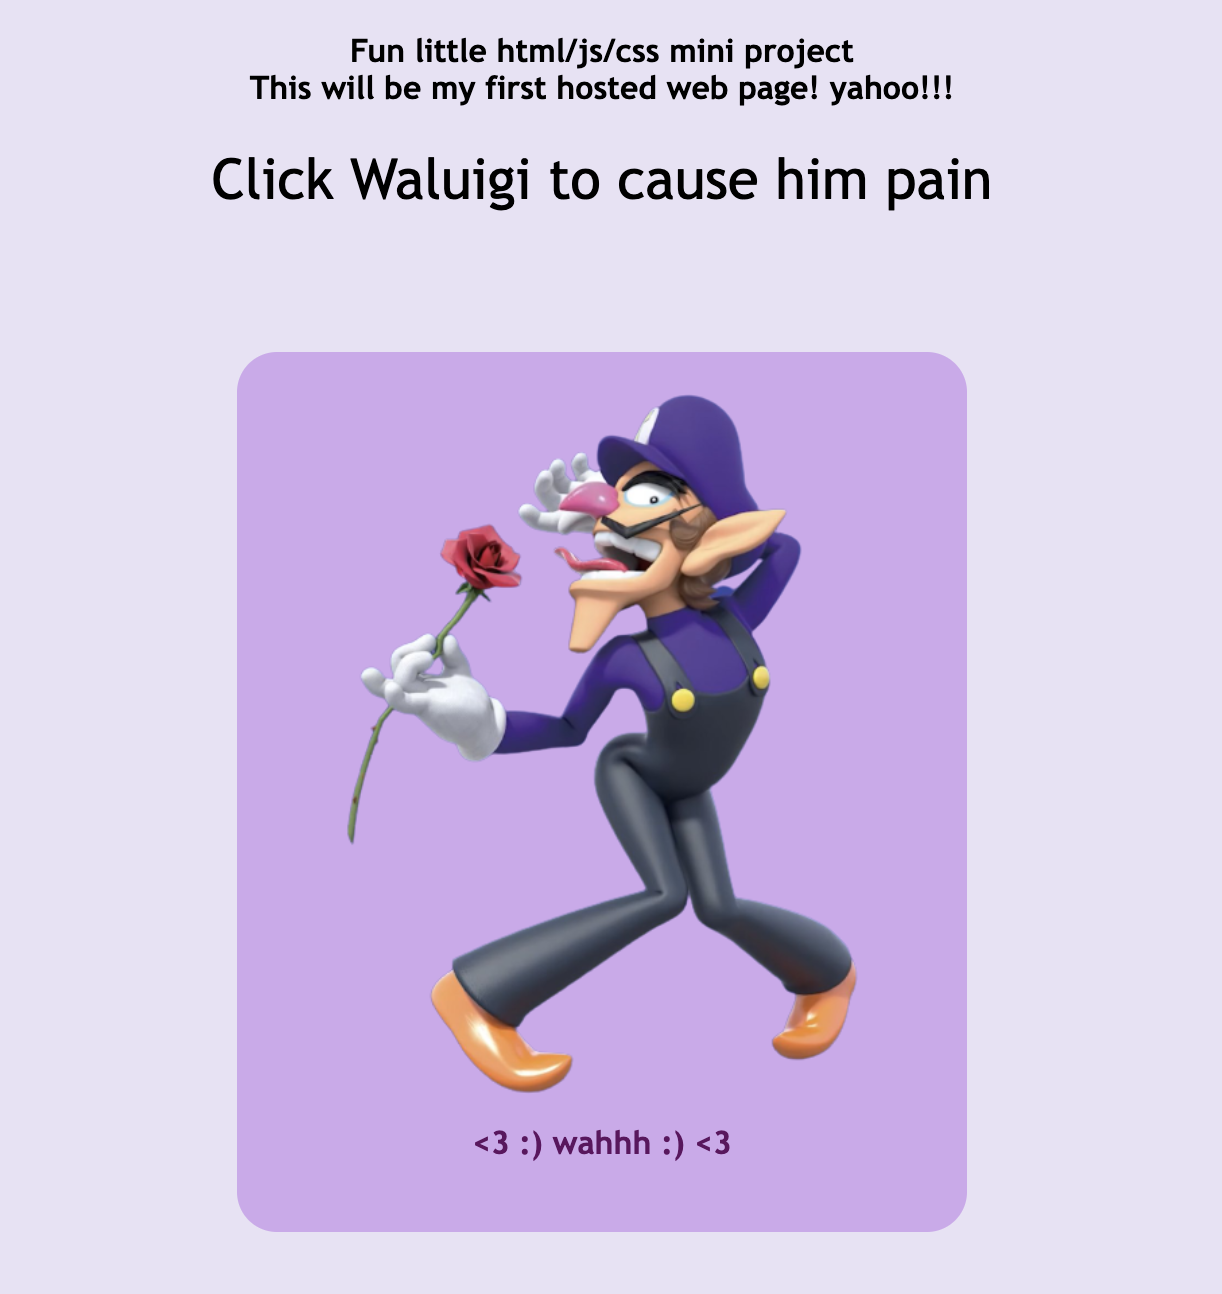 Fun little html/js/css mini project
This will be my first hosted web page! yahoo!!!
Click Waluigi to cause him pain
<3 :) wahhh :) <3